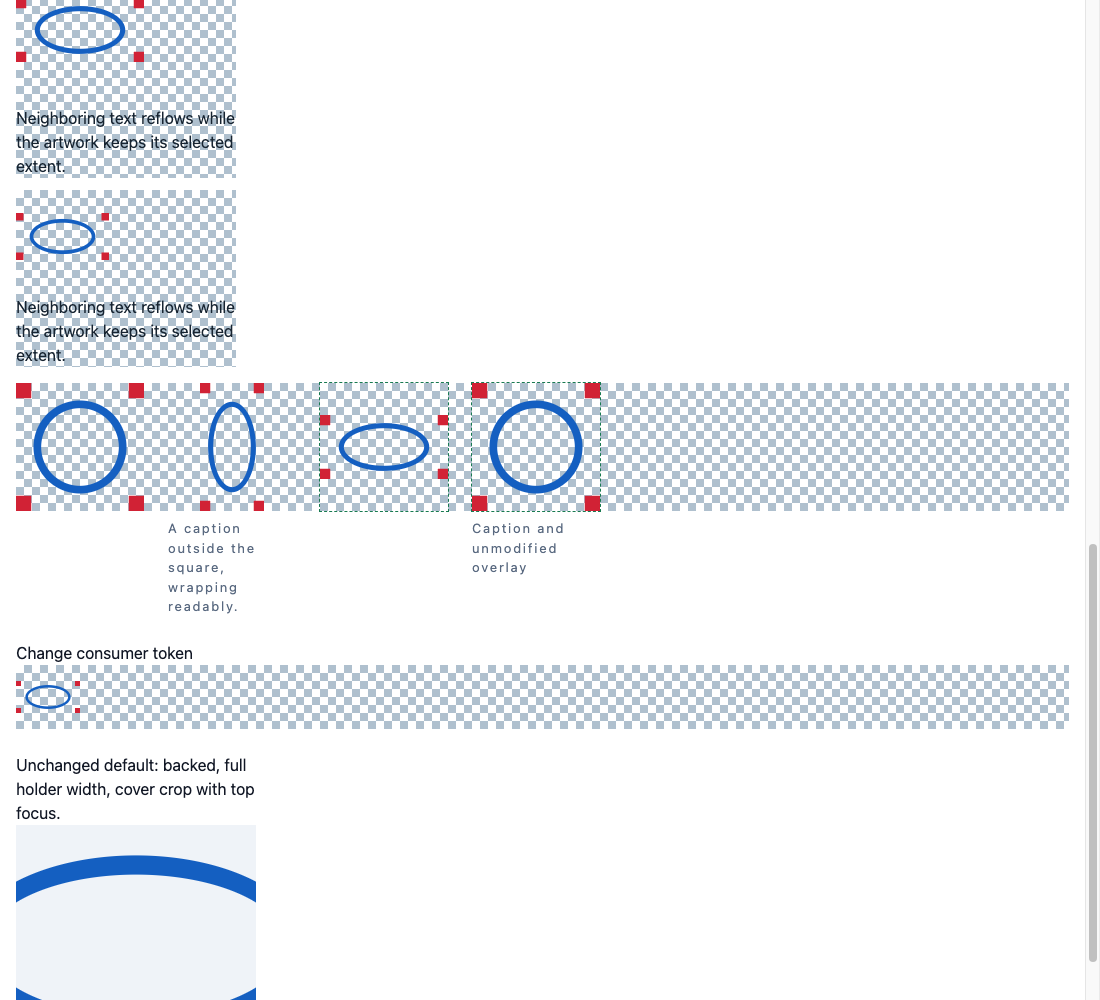 Neighboring text reflows while
the artwork keeps its selected
extent.
Neighboring text reflows while
the artwork keeps its selected
extent.
A caption
outside the
square,
wrapping
readably.
Caption and
unmodified
overlay
Change consumer token
Unchanged default: backed, full
holder width, cover crop with top
focus.